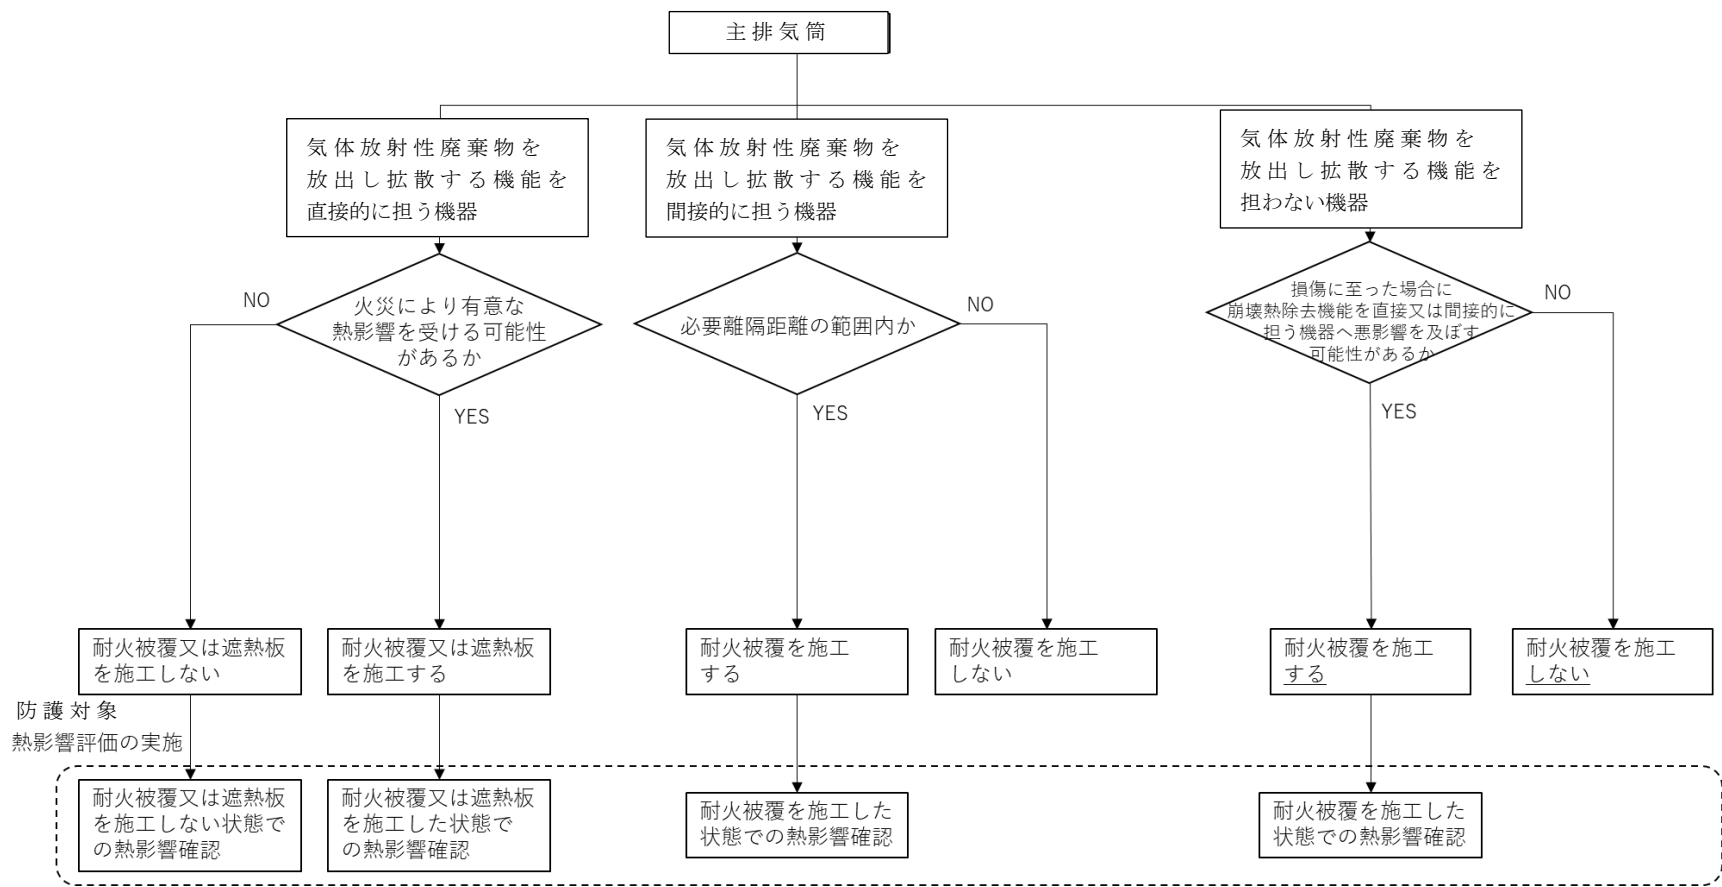 主排気筒
気体放射性廃棄物を
放出し拡散する機能を
直接的に担う機器
気体放射性廃棄物を
放出し拡散する機能を
間接的に担う機器
気体放射性廃棄物を
放出し拡散する機能を
担わない機器
火災により有意な
熱影響を受ける可能性
があるか
NO
YES
必要離隔距離の範囲内か
NO
YES
損傷に至った場合に
崩壊熱除去機能を直接又は間接的に
担う機器へ悪影響を及ぼす
可能性があるか
NO
YES
耐火被覆又は遮熱板
を施工しない
耐火被覆又は遮熱板
を施工する
耐火被覆を施工
する
耐火被覆を施工
しない
耐火被覆を施工
する
耐火被覆を施工
しない
防護対象
熱影響評価の実施
耐火被覆又は遮熱板
を施工しない状態で
の熱影響確認
耐火被覆又は遮熱板
を施工した状態で
の熱影響確認
耐火被覆を施工した
状態での熱影響確認
耐火被覆を施工した
状態での熱影響確認